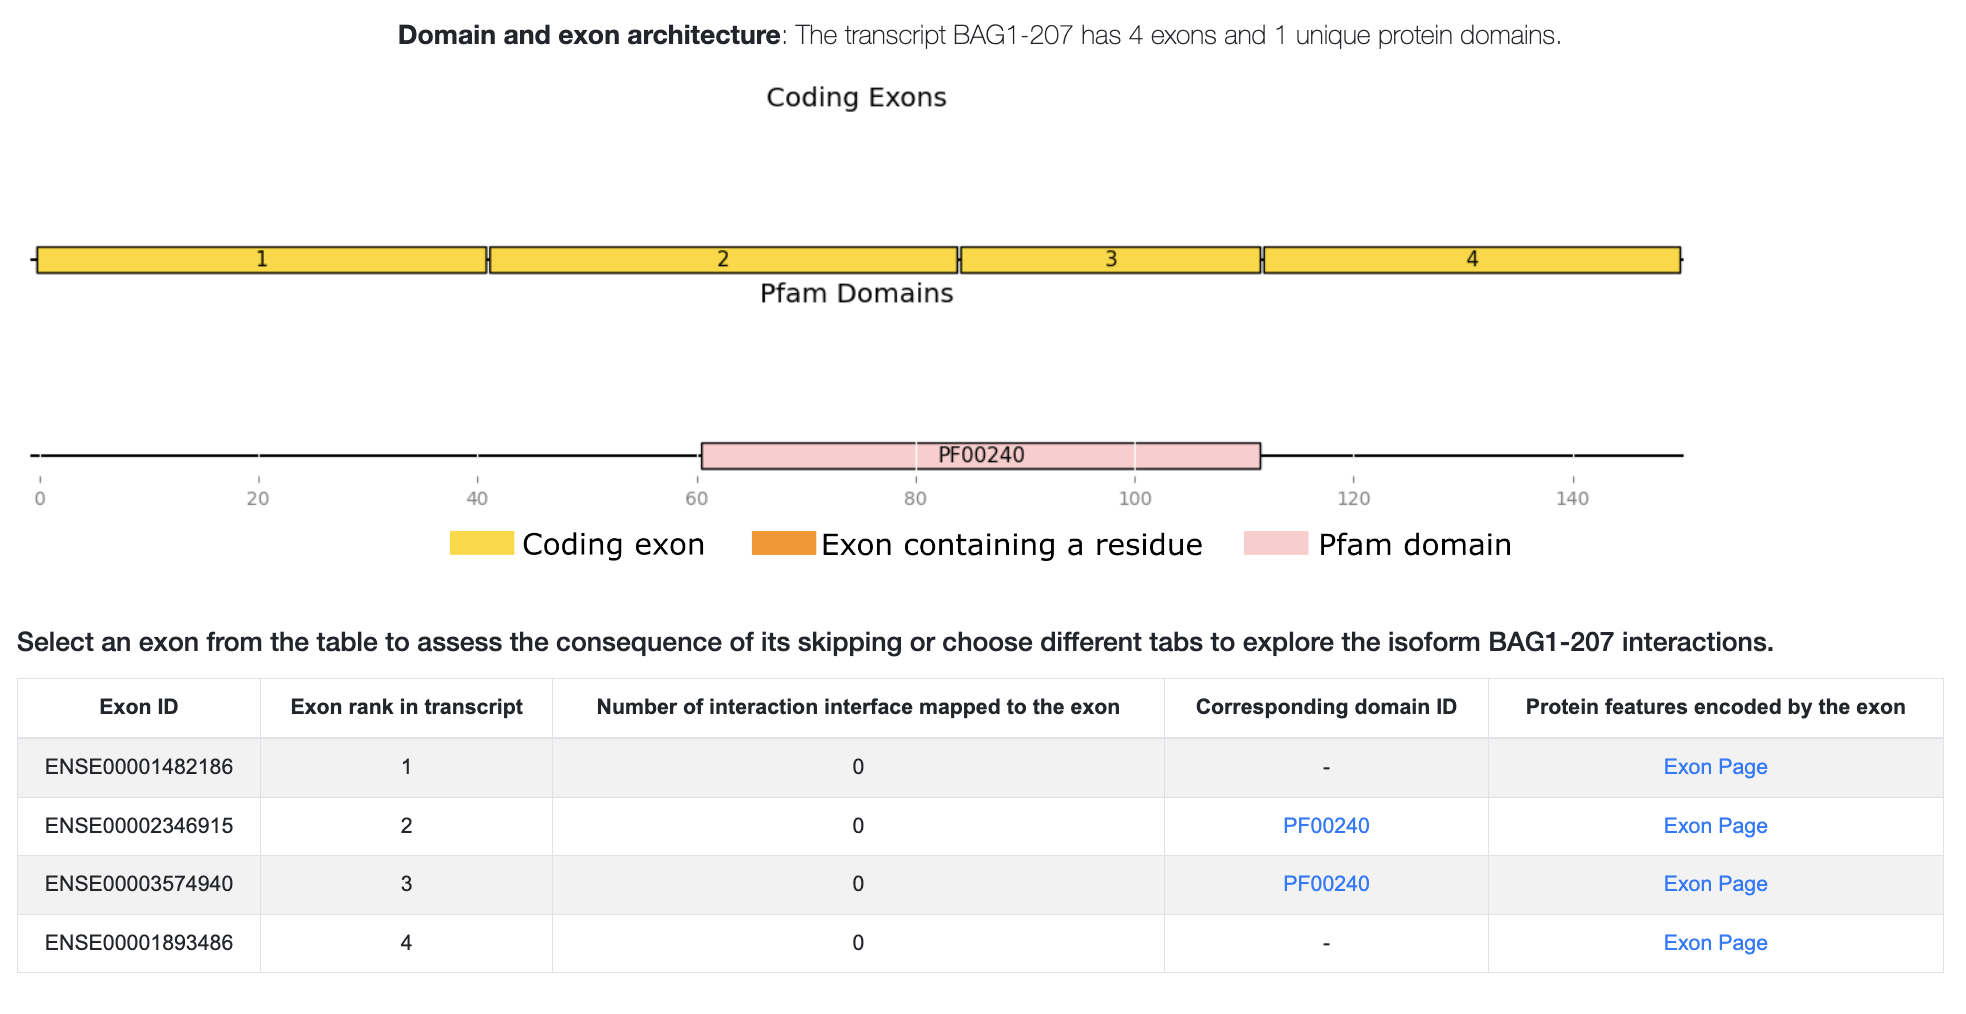 Domain and exon architecture: The transcript BAG1-207 has 4 exons and 1 unique protein domains.
Coding Exons
1 2 3 4
Pfam Domains
PF00240
0 20 40 60 80 100 120 140
Coding exon Exon containing a residue Pfam domain
Select an exon from the table to assess the consequence of its skipping or choose different tabs to explore the isoform BAG1-207 interactions.
Exon ID Exon rank in transcript Number of interaction interface mapped to the exon Corresponding domain ID Protein features encoded by the exon
ENSE00001482186 1 0 - Exon Page
ENSE00002346915 2 0 PF00240 Exon Page
ENSE00003574940 3 0 PF00240 Exon Page
ENSE00001893486 4 0 - Exon Page